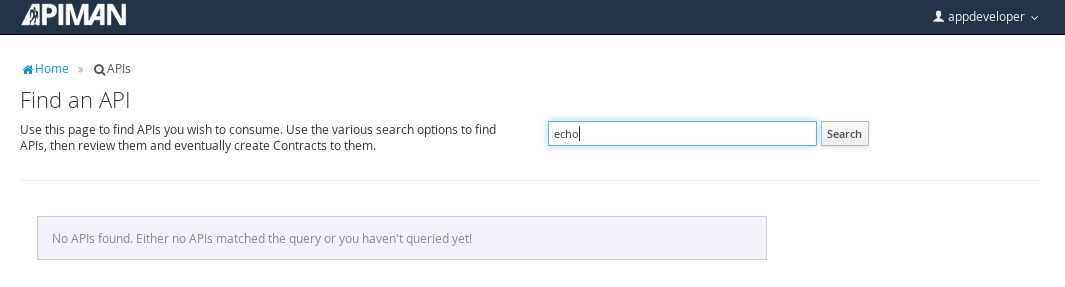 APIMAN
appdeveloper
Home » APIs
Find an API
Use this page to find APIs you wish to consume. Use the various search options to find
APIs, then review them and eventually create Contracts to them.
echo
Search
No APIs found. Either no APIs matched the query or you haven't queried yet!